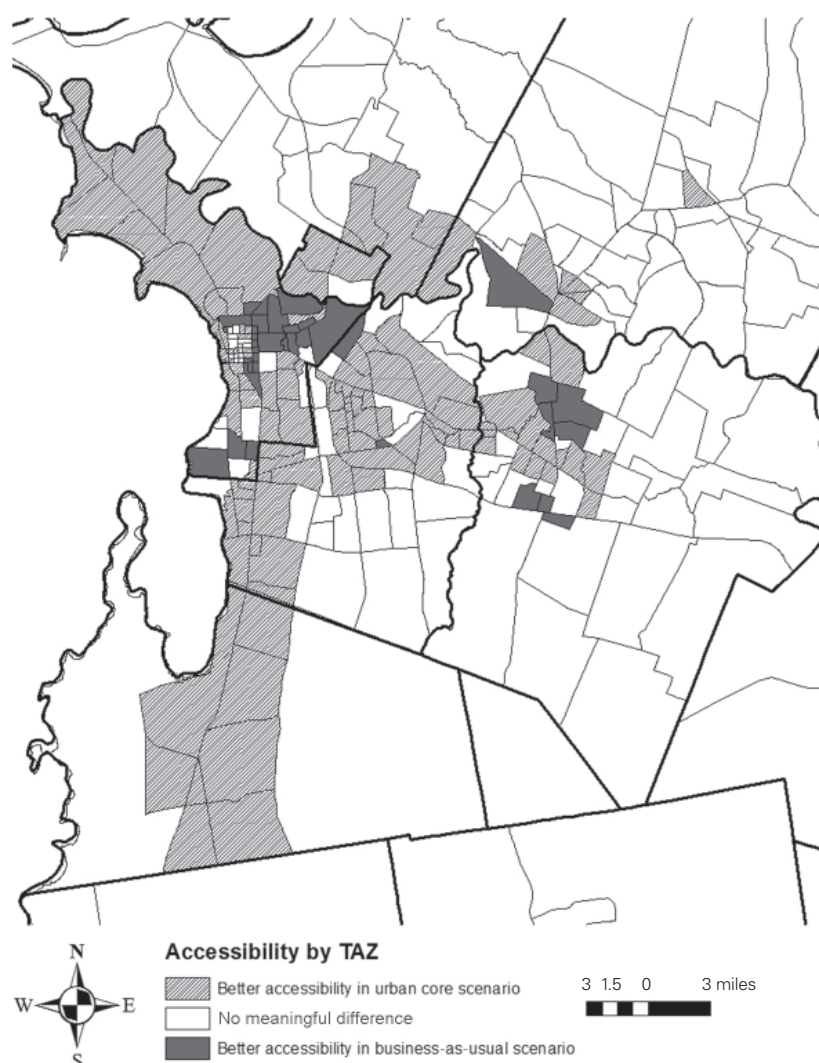 N
W E
S
Accessibility by TAZ
Better accessibility in urban core scenario
No meaningful difference
Better accessibility in business-as-usual scenario
3 1.5 0 3 miles